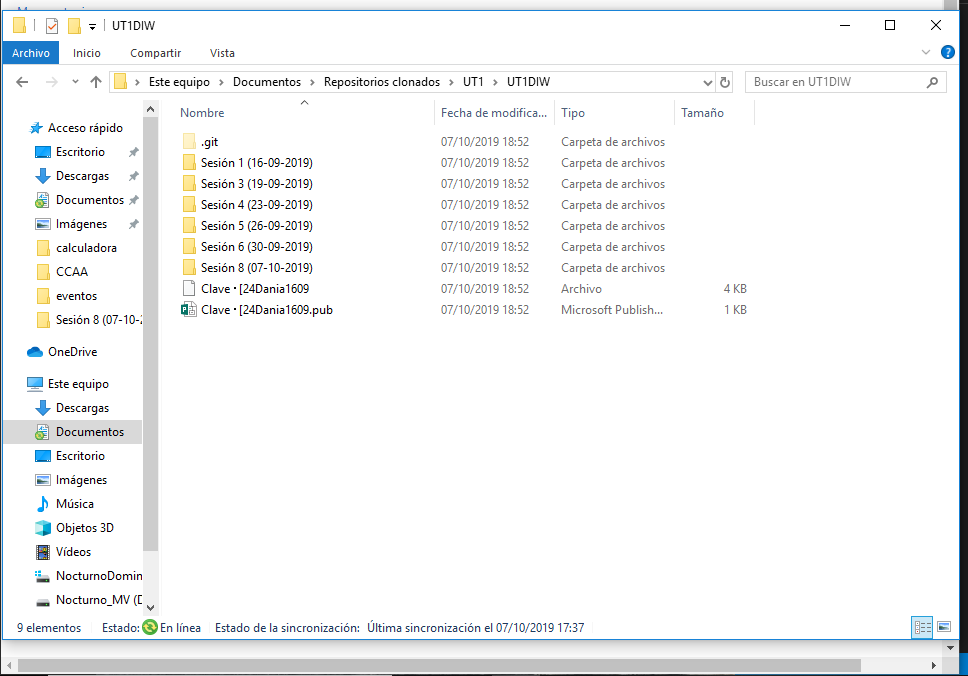 UT1DIW
Archivo Inicio Compartir Vista
Este equipo > Documentos > Repositorios clonados > UT1 > UT1DIW
Buscar en UT1DIW
Nombre Fecha de modifica... Tipo Tamaño
Acceso rápido
Escritorio
Descargas
Documentos
Imágenes
calculadora
CCAA
eventos
Sesión 8 (07-10-2
OneDrive
Este equipo
Descargas
Documentos
Escritorio
Imágenes
Música
Objetos 3D
Vídeos
NocturnoDomin
Nocturno_MV (D
.git 07/10/2019 18:52 Carpeta de archivos
Sesión 1 (16-09-2019) 07/10/2019 18:52 Carpeta de archivos
Sesión 3 (19-09-2019) 07/10/2019 18:52 Carpeta de archivos
Sesión 4 (23-09-2019) 07/10/2019 18:52 Carpeta de archivos
Sesión 5 (26-09-2019) 07/10/2019 18:52 Carpeta de archivos
Sesión 6 (30-09-2019) 07/10/2019 18:52 Carpeta de archivos
Sesión 8 (07-10-2019) 07/10/2019 18:52 Carpeta de archivos
Clave・[24Dania1609 07/10/2019 18:52 Archivo 4 KB
Clave・[24Dania1609.pub 07/10/2019 18:52 Microsoft Publish... 1 KB
9 elementos Estado: En línea Estado de la sincronización: Última sincronización el 07/10/2019 17:37